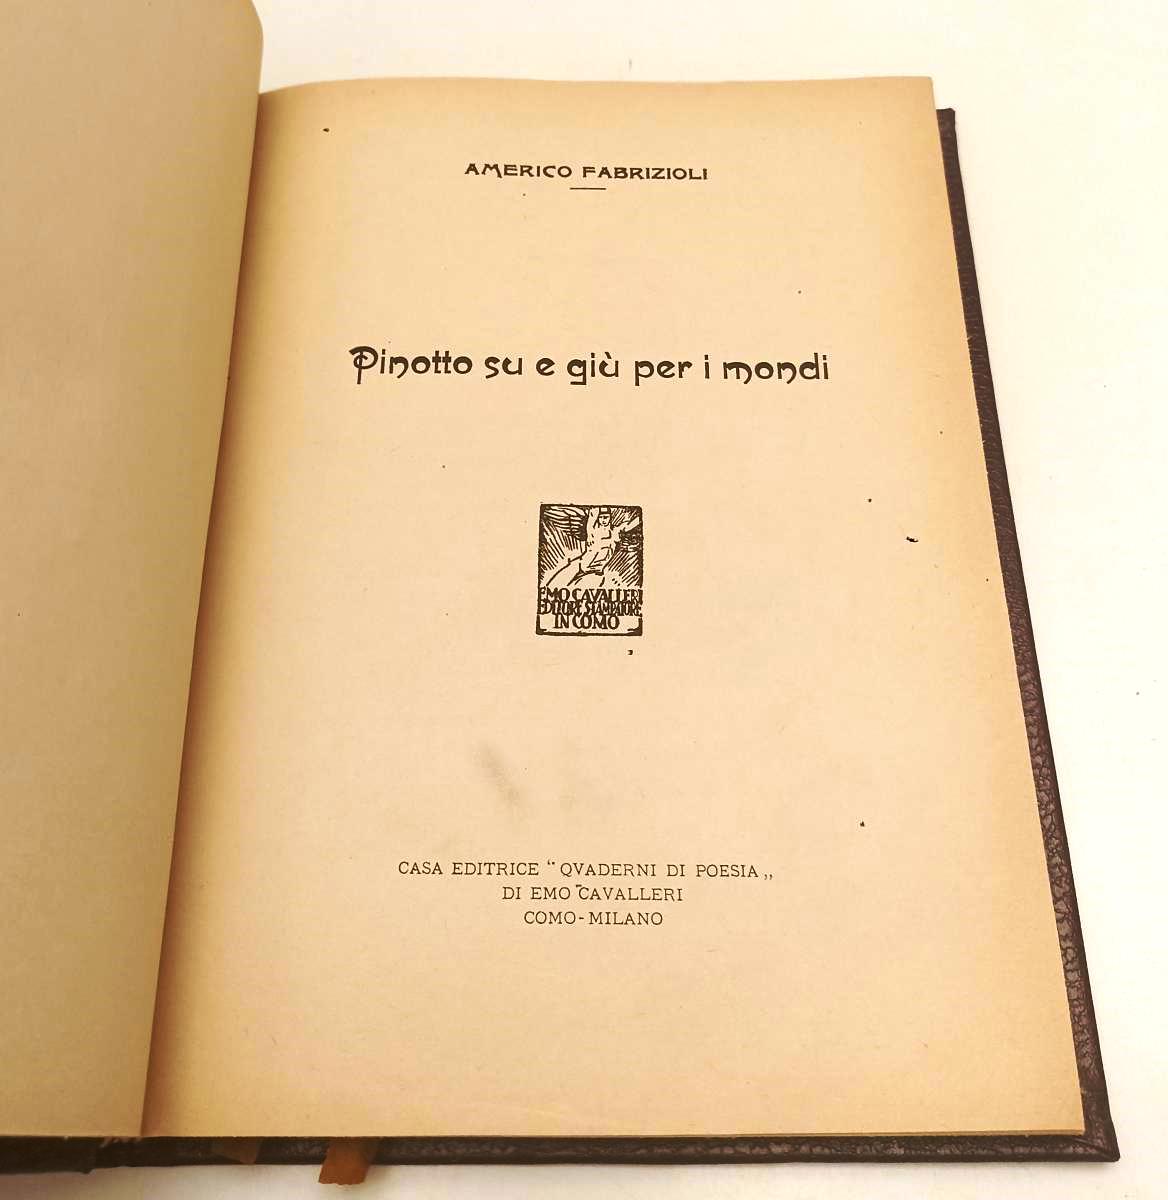 AMERICO FABRIZIOLI
Pinotto su e giù per i mondi
EMO CAVALLERI
EDITORE STAMPATORE
IN COMO
CASA EDITRICE “ QVADERNI DI POESIA „
DI EMO CAVALLERI
COMO-MILANO